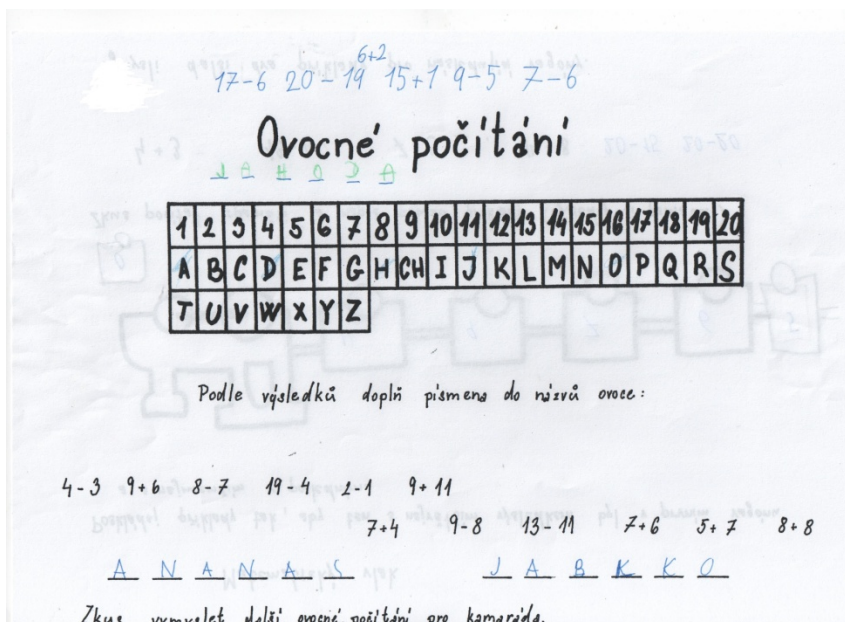 6+2
17-6 20-19 15+1 9-5 7-6
Ovocné počítání
J A H O D A
1 2 3 4 5 6 7 8 9 10 11 12 13 14 15 16 17 18 19 20
A B C D E F G H CH I J K L M N O P Q R S
T U V W X Y Z
Podle výsledků doplň písmena do názvů ovoce:
4-3 9+6 8-7 19-4 2-1 9+11
7+4 9-8 13-11 7+6 5+7 8+8
A N A N A S J A B K K O
Zkus vymyslet další ovocné počítání pro kamaráda.